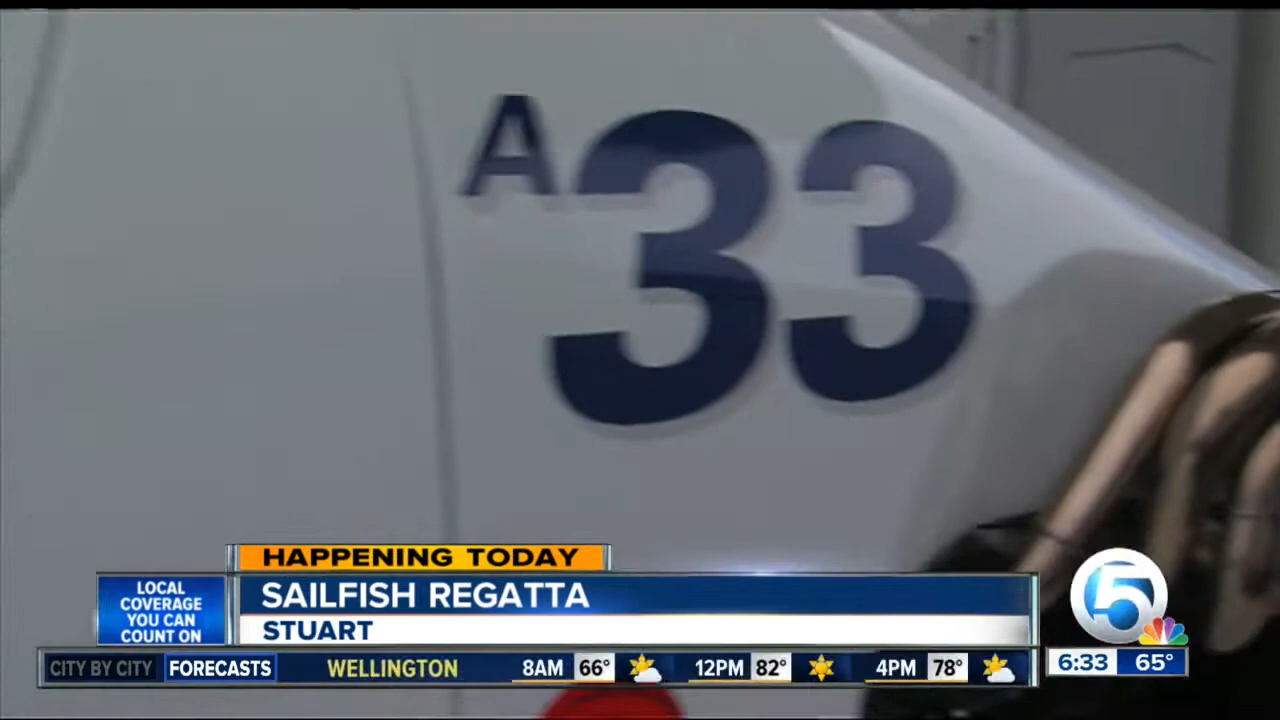 A33
HAPPENING TODAY
LOCAL COVERAGE YOU CAN COUNT ON
SAILFISH REGATTA
STUART
5
CITY BY CITY FORECASTS WELLINGTON 8AM 66° 12PM 82° 4PM 78°
6:33 65°